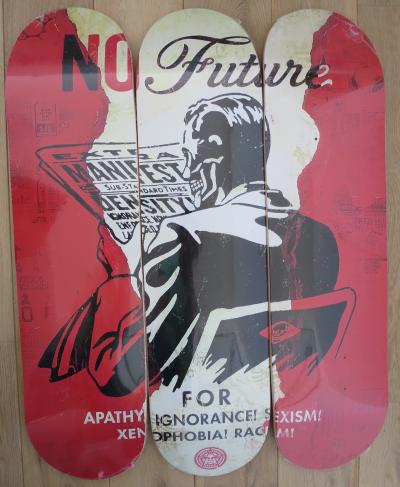 NO Future
EXTRA
MANIFEST
SUB-STANDARD TIMES
DENSITY!
FOR
APATHY! IGNORANCE! SEXISM!
XENOPHOBIA! RACISM!